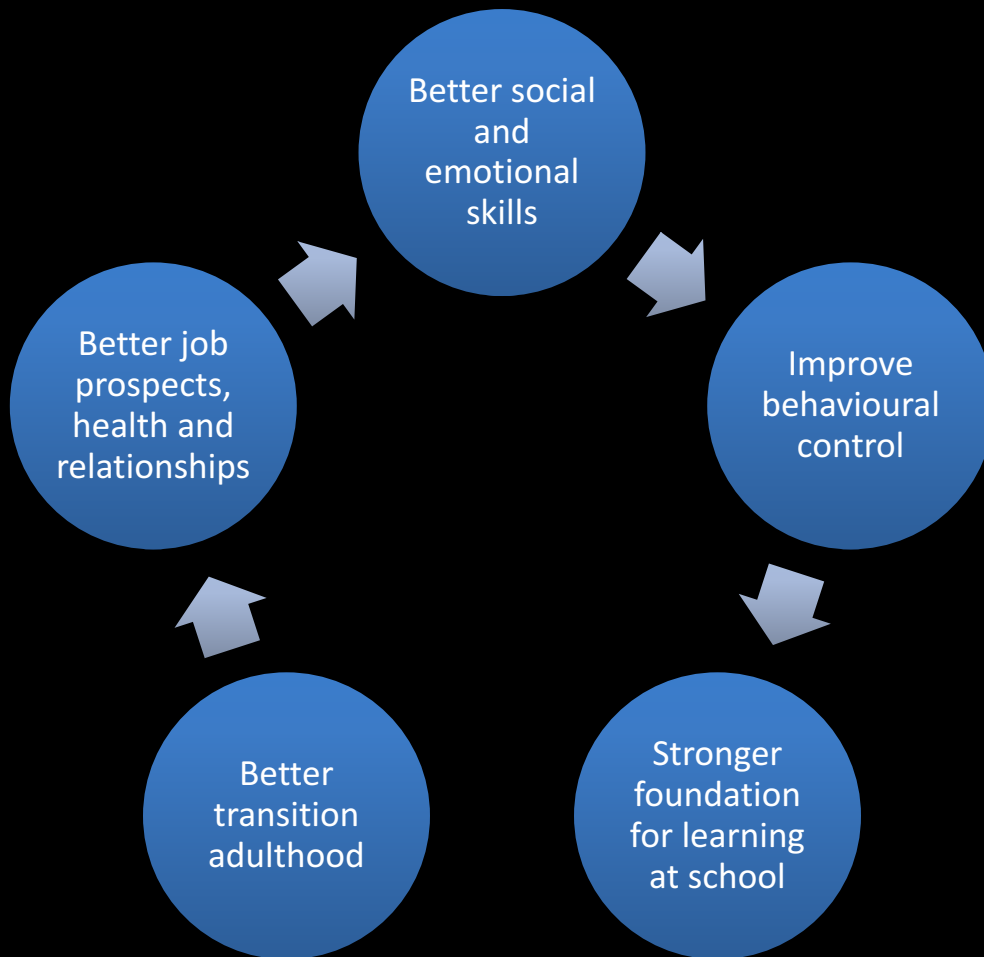 Better social
and
emotional
skills
Improve
behavioural
control
Stronger
foundation
for learning
at school
Better
transition
adulthood
Better job
prospects,
health and
relationships